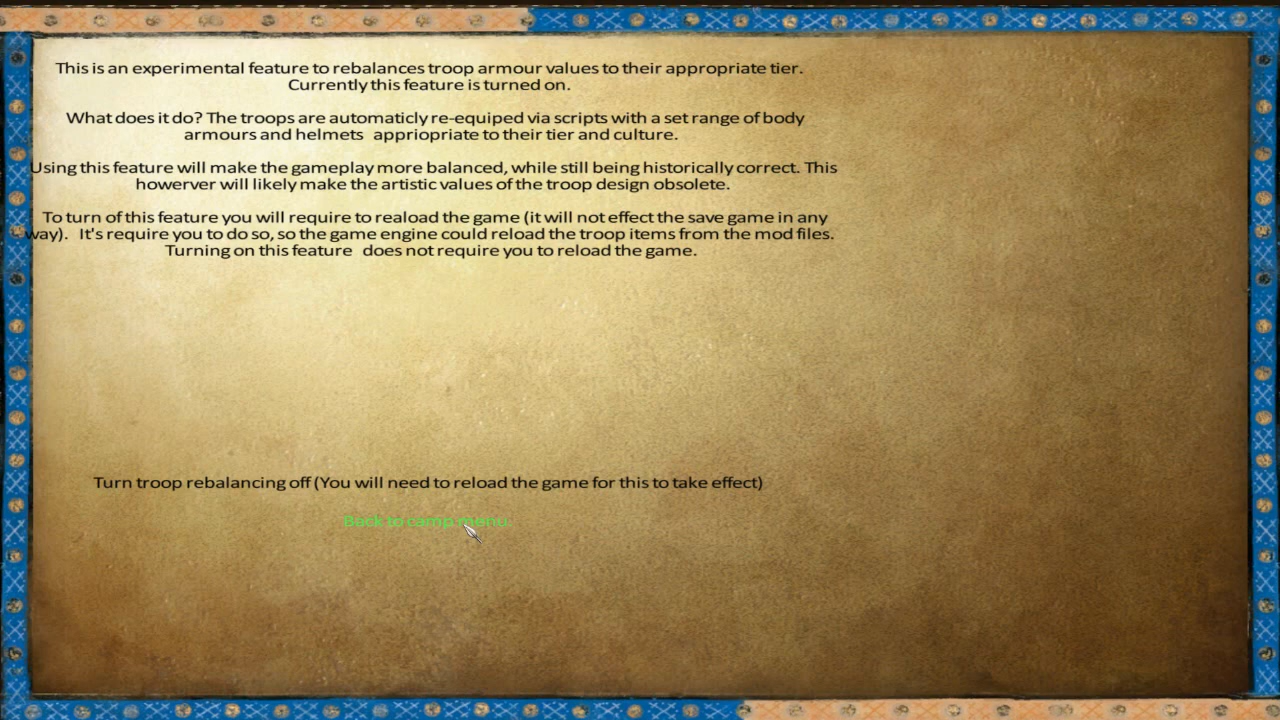 This is an experimental feature to rebalances troop armour values to their appropriate tier.
Currently this feature is turned on.
What does it do? The troops are automaticly re-equiped via scripts with a set range of body
armours and helmets appriopriate to their tier and culture.
Using this feature will make the gameplay more balanced, while still being historically correct. This
howerver will likely make the artistic values of the troop design obsolete.
To turn of this feature you will require to reaload the game (it will not effect the save game in any
way). It's require you to do so, so the game engine could reload the troop items from the mod files.
Turning on this feature does not require you to reload the game.
Turn troop rebalancing off (You will need to reload the game for this to take effect)
Back to camp menu.